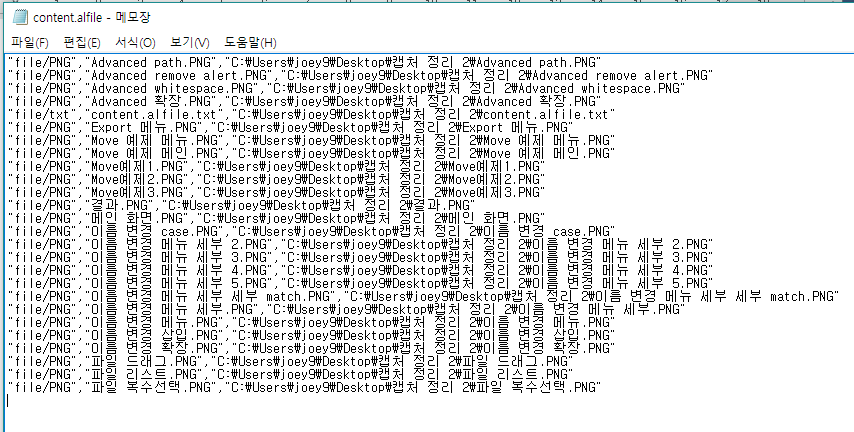 content.alfile - 메모장
파일(F) 편집(E) 서식(O) 보기(V) 도움말(H)
"file/PNG","Advanced path.PNG","C:₩Users₩joey9₩Desktop₩캡처 정리 2₩Advanced path.PNG"
"file/PNG","Advanced remove alert.PNG","C:₩Users₩joey9₩Desktop₩캡처 정리 2₩Advanced remove alert.PNG"
"file/PNG","Advanced whitespace.PNG","C:₩Users₩joey9₩Desktop₩캡처 정리 2₩Advanced whitespace.PNG"
"file/PNG","Advanced 확장.PNG","C:₩Users₩joey9₩Desktop₩캡처 정리 2₩Advanced 확장.PNG"
"file/txt","content.alfile.txt","C:₩Users₩joey9₩Desktop₩캡처 정리 2₩content.alfile.txt"
"file/PNG","Export 메뉴.PNG","C:₩Users₩joey9₩Desktop₩캡처 정리 2₩Export 메뉴.PNG"
"file/PNG","Move 예제 메뉴.PNG","C:₩Users₩joey9₩Desktop₩캡처 정리 2₩Move 예제 메뉴.PNG"
"file/PNG","Move 예제 메인.PNG","C:₩Users₩joey9₩Desktop₩캡처 정리 2₩Move 예제 메인.PNG"
"file/PNG","Move예제1.PNG","C:₩Users₩joey9₩Desktop₩캡처 정리 2₩Move예제1.PNG"
"file/PNG","Move예제2.PNG","C:₩Users₩joey9₩Desktop₩캡처 정리 2₩Move예제2.PNG"
"file/PNG","Move예제3.PNG","C:₩Users₩joey9₩Desktop₩캡처 정리 2₩Move예제3.PNG"
"file/PNG","결과.PNG","C:₩Users₩joey9₩Desktop₩캡처 정리 2₩결과.PNG"
"file/PNG","메인 화면.PNG","C:₩Users₩joey9₩Desktop₩캡처 정리 2₩메인 화면.PNG"
"file/PNG","이름 변경 case.PNG","C:₩Users₩joey9₩Desktop₩캡처 정리 2₩이름 변경 case.PNG"
"file/PNG","이름 변경 메뉴 세부 2.PNG","C:₩Users₩joey9₩Desktop₩캡처 정리 2₩이름 변경 메뉴 세부 2.PNG"
"file/PNG","이름 변경 메뉴 세부 3.PNG","C:₩Users₩joey9₩Desktop₩캡처 정리 2₩이름 변경 메뉴 세부 3.PNG"
"file/PNG","이름 변경 메뉴 세부 4.PNG","C:₩Users₩joey9₩Desktop₩캡처 정리 2₩이름 변경 메뉴 세부 4.PNG"
"file/PNG","이름 변경 메뉴 세부 5.PNG","C:₩Users₩joey9₩Desktop₩캡처 정리 2₩이름 변경 메뉴 세부 5.PNG"
"file/PNG","이름 변경 메뉴 세부 세부 match.PNG","C:₩Users₩joey9₩Desktop₩캡처 정리 2₩이름 변경 메뉴 세부 세부 match.PNG"
"file/PNG","이름 변경 메뉴 세부.PNG","C:₩Users₩joey9₩Desktop₩캡처 정리 2₩이름 변경 메뉴 세부.PNG"
"file/PNG","이름 변경 메뉴.PNG","C:₩Users₩joey9₩Desktop₩캡처 정리 2₩이름 변경 메뉴.PNG"
"file/PNG","이름 변경 삽입.PNG","C:₩Users₩joey9₩Desktop₩캡처 정리 2₩이름 변경 삽입.PNG"
"file/PNG","이름 변경 확장.PNG","C:₩Users₩joey9₩Desktop₩캡처 정리 2₩이름 변경 확장.PNG"
"file/PNG","파일 드래그.PNG","C:₩Users₩joey9₩Desktop₩캡처 정리 2₩파일 드래그.PNG"
"file/PNG","파일 리스트.PNG","C:₩Users₩joey9₩Desktop₩캡처 정리 2₩파일 리스트.PNG"
"file/PNG","파일 복수선택.PNG","C:₩Users₩joey9₩Desktop₩캡처 정리 2₩파일 복수선택.PNG"